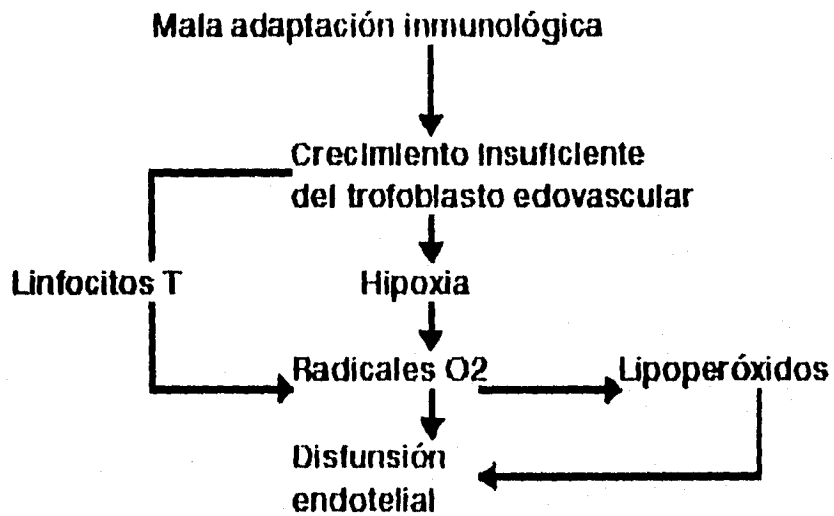 Mala adaptación inmunológica
Crecimiento insuficiente
del trofoblasto edovascular
Linfocitos T
Hipoxia
Radicales O2
Lipoperóxidos
Disfunsión
endotelial